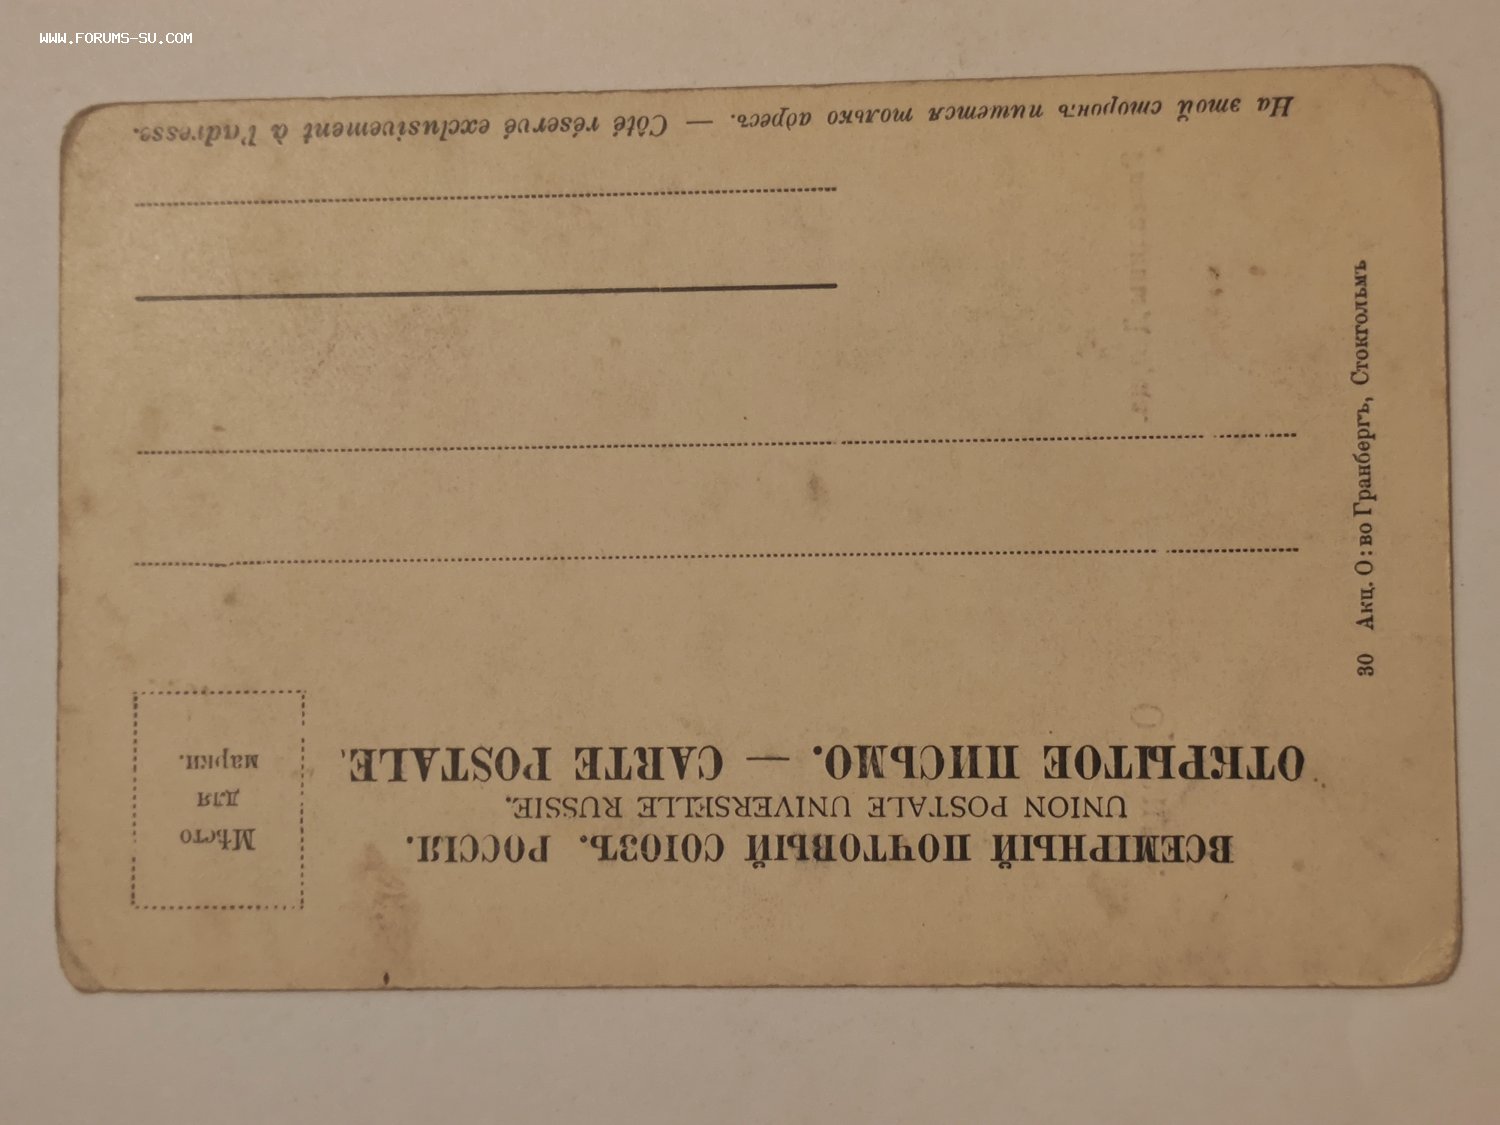 WWW.FORUMS-SU.COM
ВСЕМІРНЫЙ ПОЧТОВЫЙ СОЮЗЪ. РОССІЯ.
UNION POSTALE UNIVERSELLE RUSSIE.
ОТКРЫТОЕ ПИСЬМО. — CARTE POSTALE.
Мѣсто
для
марки.
На этой сторонѣ пишется только адресъ. — Côté réservé exclusivement à l'adresse.
30 Акц. О:во Гранбергъ, Стокгольмъ